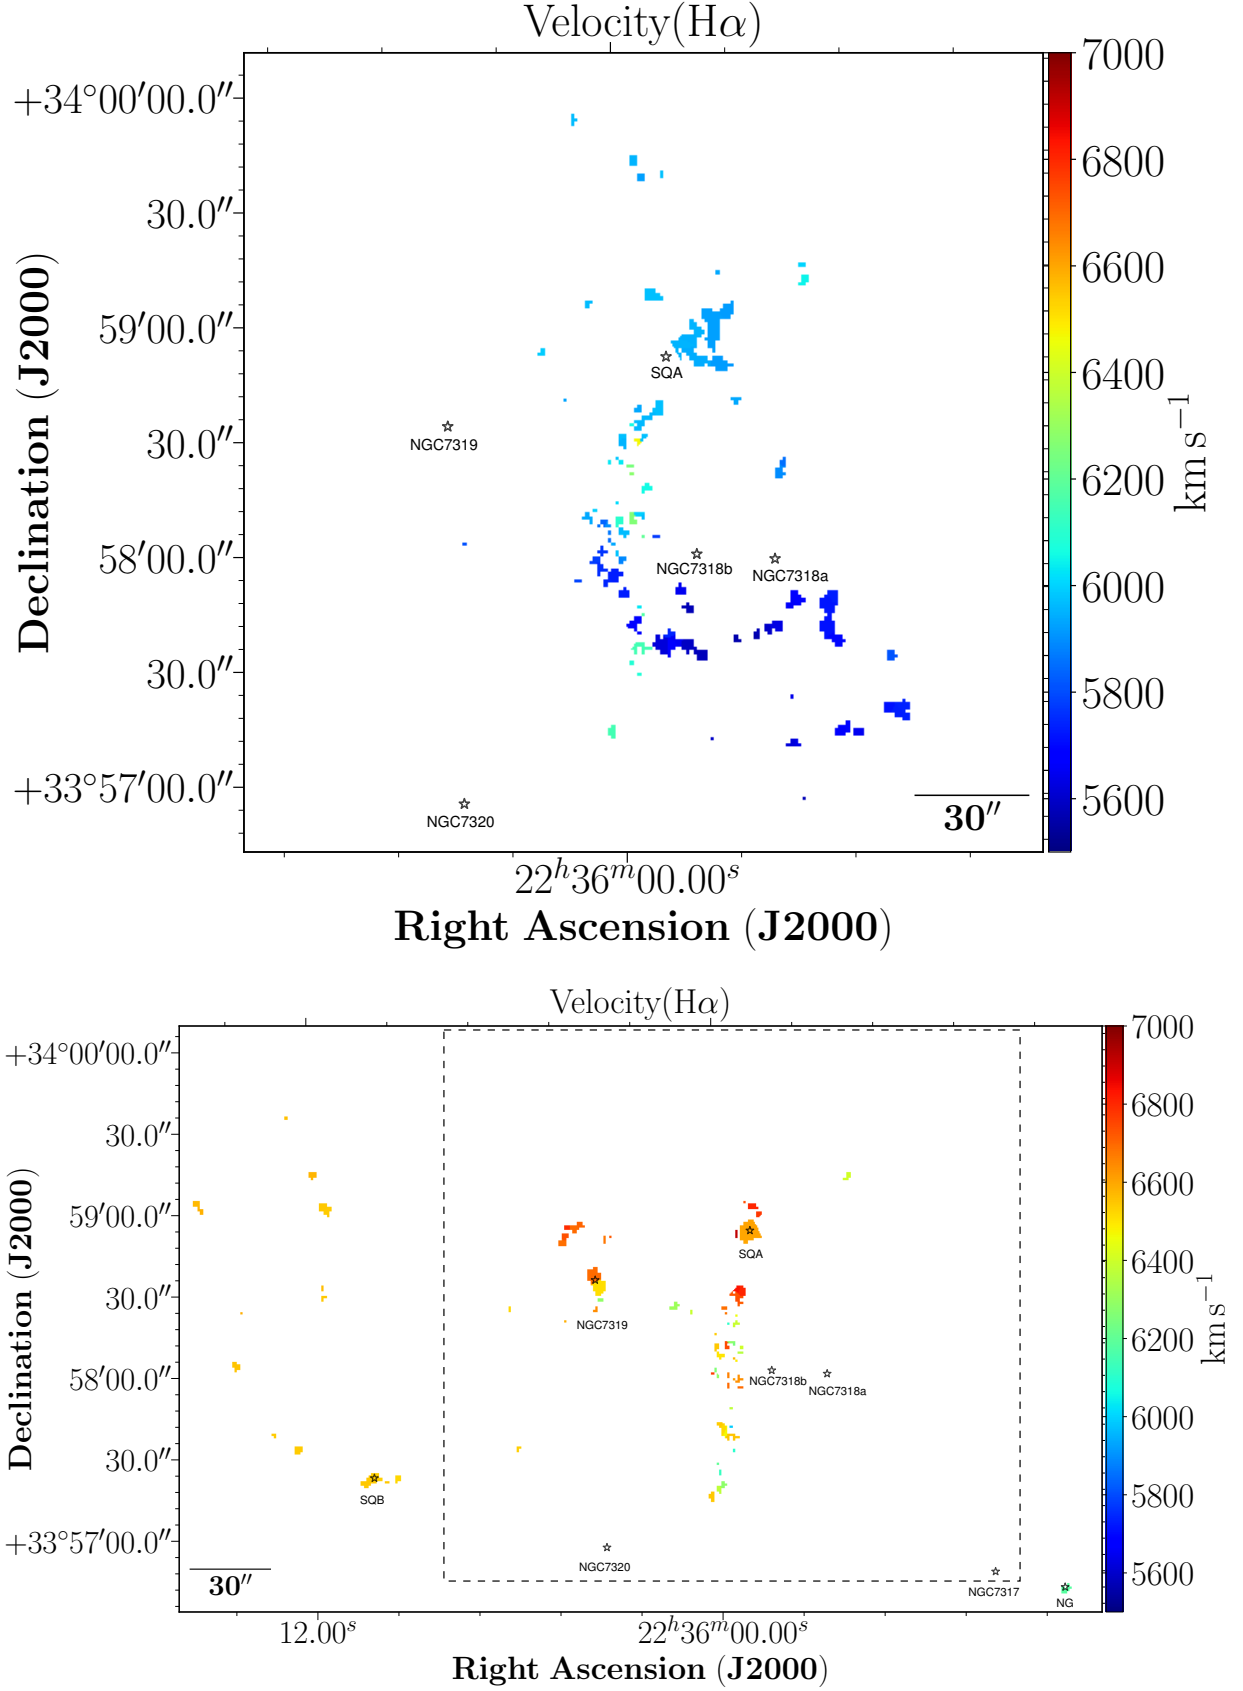 Velocity(Hα)
+34°00′00.0″
30.0″
59′00.0″
30.0″
58′00.0″
30.0″
+33°57′00.0″
Declination (J2000)
SQA
NGC7319
NGC7318b
NGC7318a
NGC7320
30″
7000
6800
6600
6400
6200
6000
5800
5600
km s⁻¹
22ʰ36ᵐ00.00ˢ
Right Ascension (J2000)
Velocity(Hα)
+34°00′00.0″
30.0″
59′00.0″
30.0″
58′00.0″
30.0″
+33°57′00.0″
Declination (J2000)
SQA
NGC7319
NGC7318b
NGC7318a
SQB
NGC7320
NGC7317
NG
30″
7000
6800
6600
6400
6200
6000
5800
5600
km s⁻¹
12.00ˢ
22ʰ36ᵐ00.00ˢ
Right Ascension (J2000)